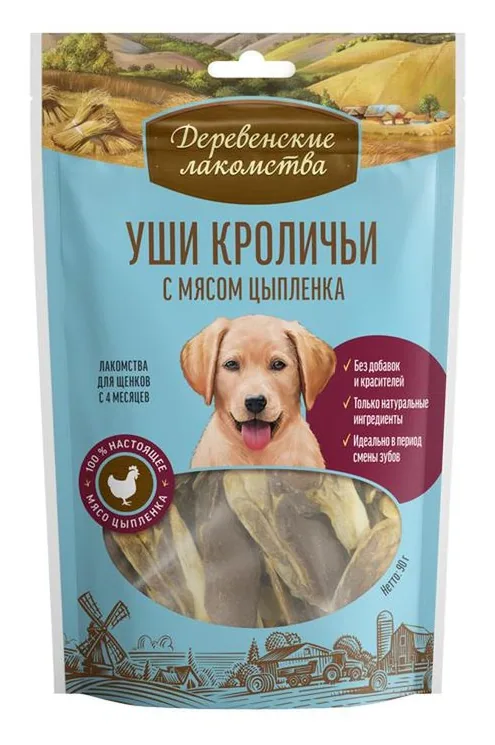 Деревенские
лакомства
УШИ КРОЛИЧЬИ
С МЯСОМ ЦЫПЛЕНКА
ЛАКОМСТВА
ДЛЯ ЩЕНКОВ
С 4 МЕСЯЦЕВ
100 % НАСТОЯЩЕЕ
МЯСО ЦЫПЛЕНКА
Без добавок
и красителей
Только натуральные
ингредиенты
Идеально в период
смены зубов
Нетто: 90 г